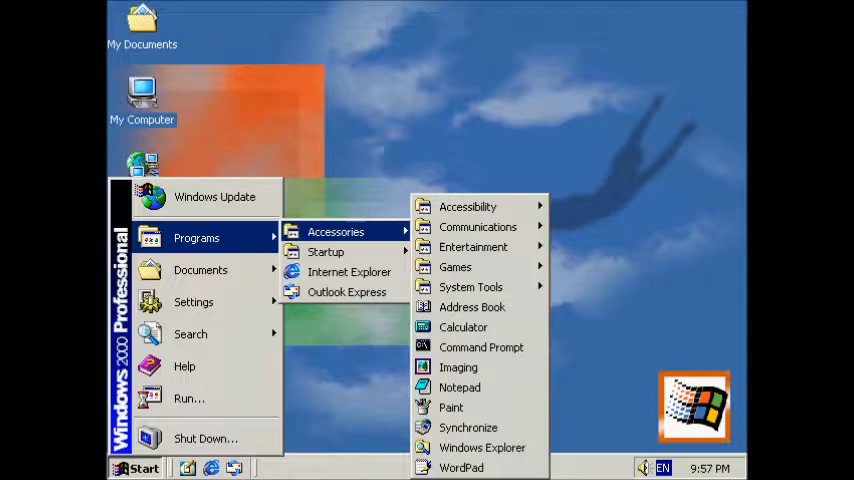 My Documents
My Computer
Windows Update
Programs
Documents
Settings
Search
Help
Run...
Shut Down...
Windows 2000 Professional
Accessories
Startup
Internet Explorer
Outlook Express
Accessibility
Communications
Entertainment
Games
System Tools
Address Book
Calculator
Command Prompt
Imaging
Notepad
Paint
Synchronize
Windows Explorer
WordPad
Start
EN
9:57 PM